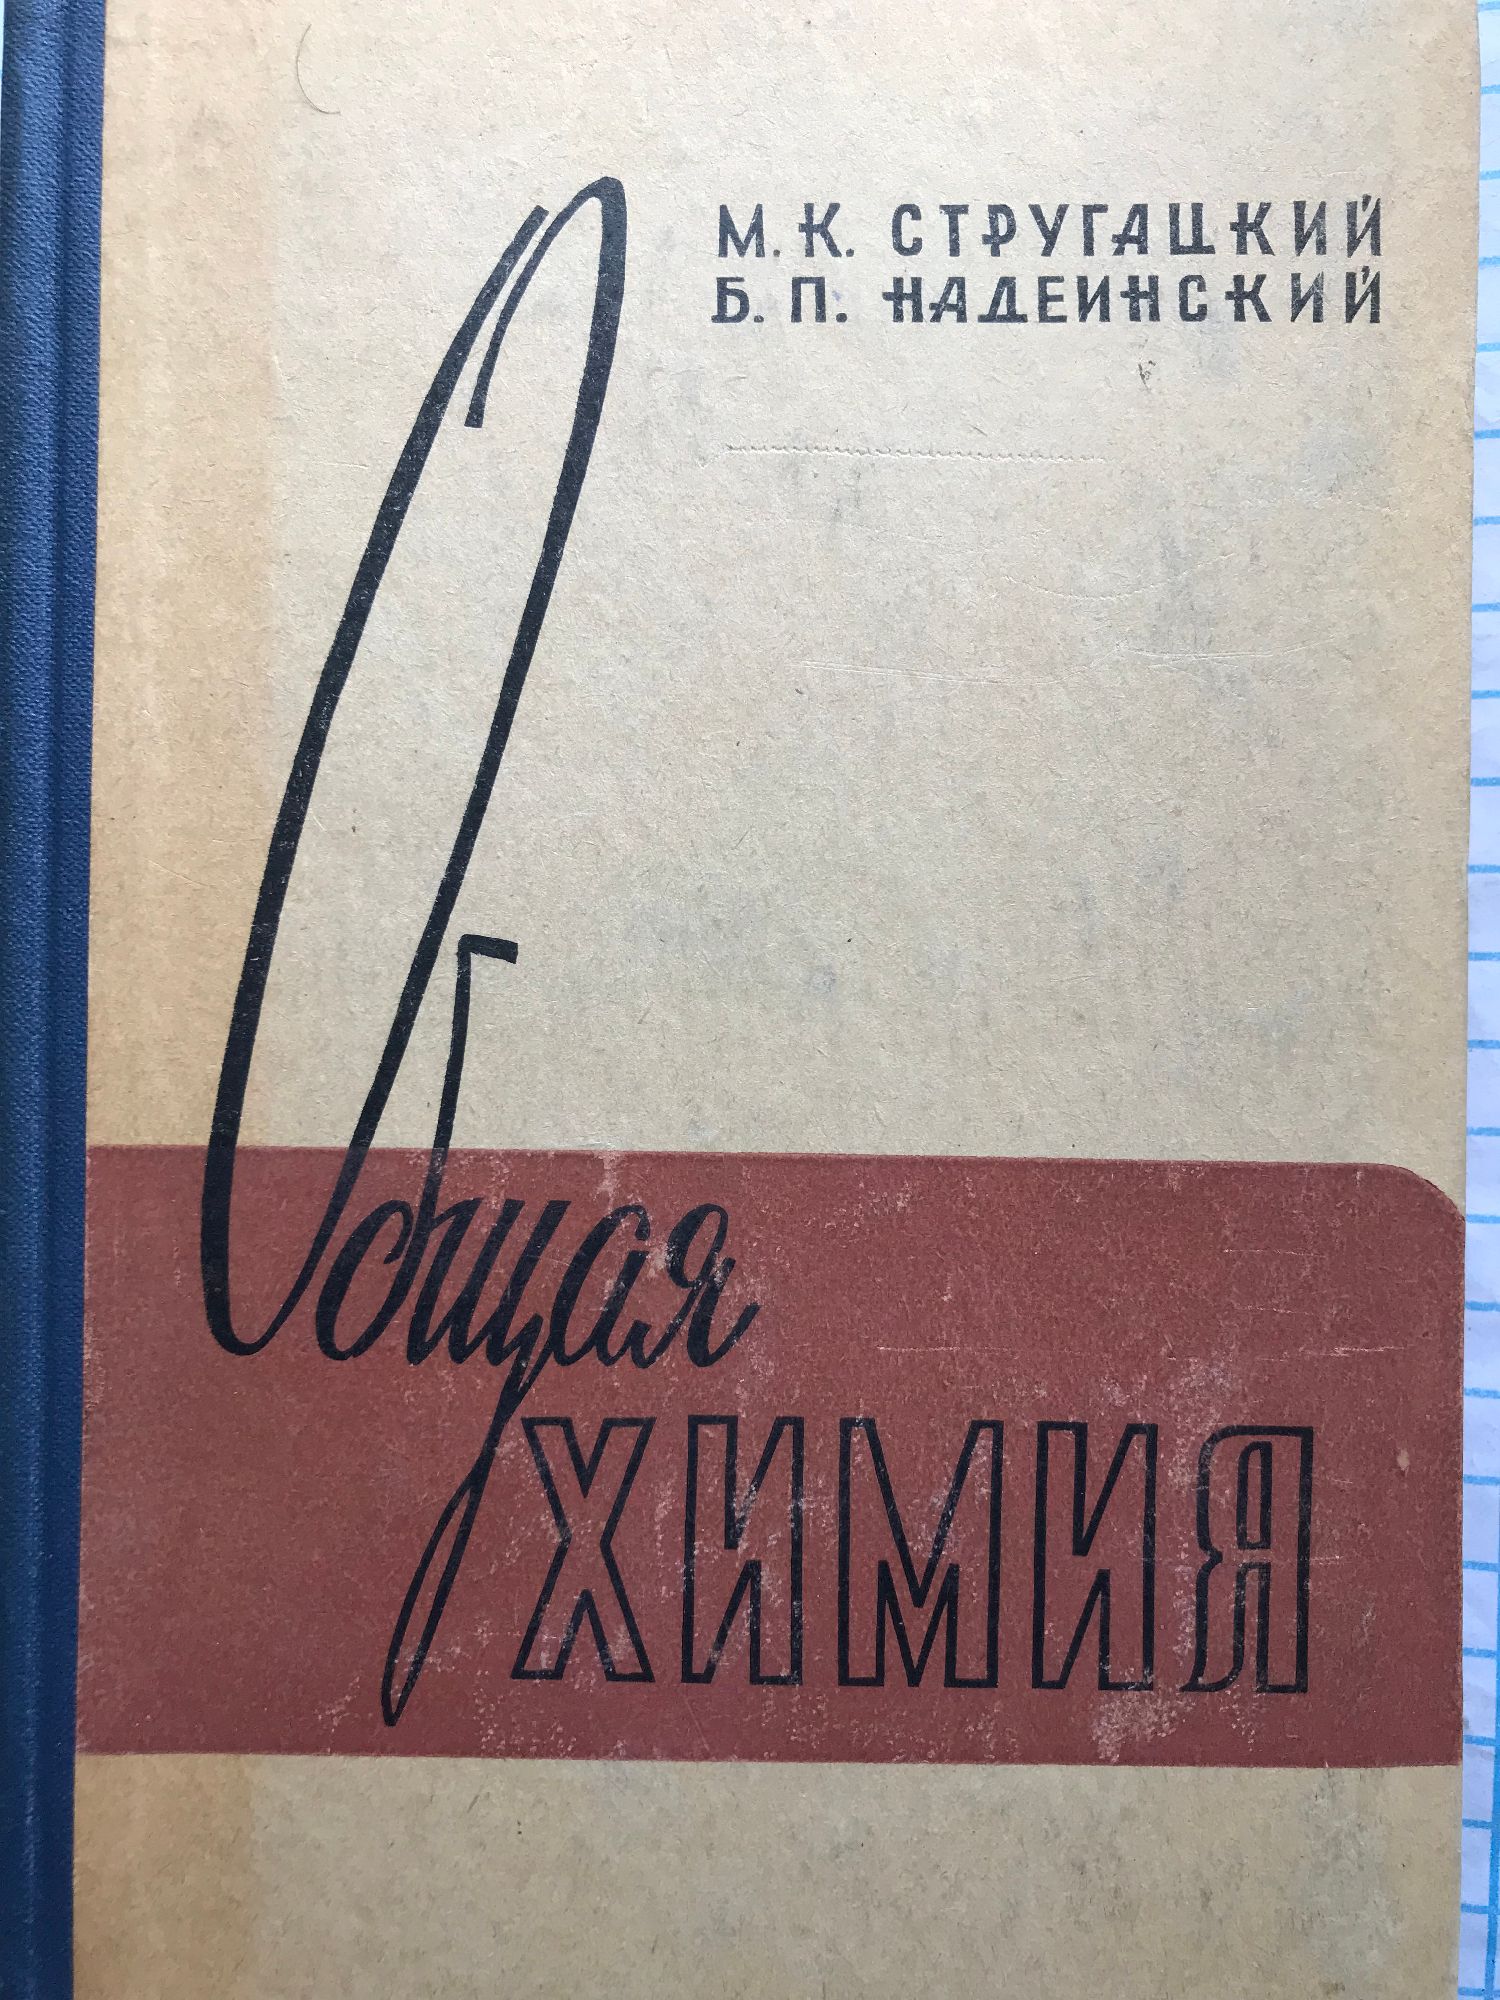 М. К. СТРУГАЦКИЙ
Б. П. НАДЕИНСКИЙ
Общая
ХИМИЯ